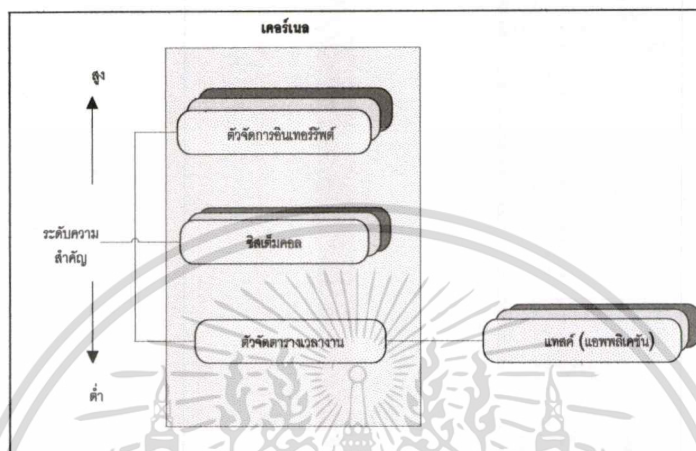 เคอร์เนล
สูง
ตัวจัดการอินเทอร์รัพต์
ระดับความ
สำคัญ
ซิสเต็มคอล
ตัวจัดตารางเวลางาน
แทสค์ (แอพพลิเคชัน)
ต่ำ